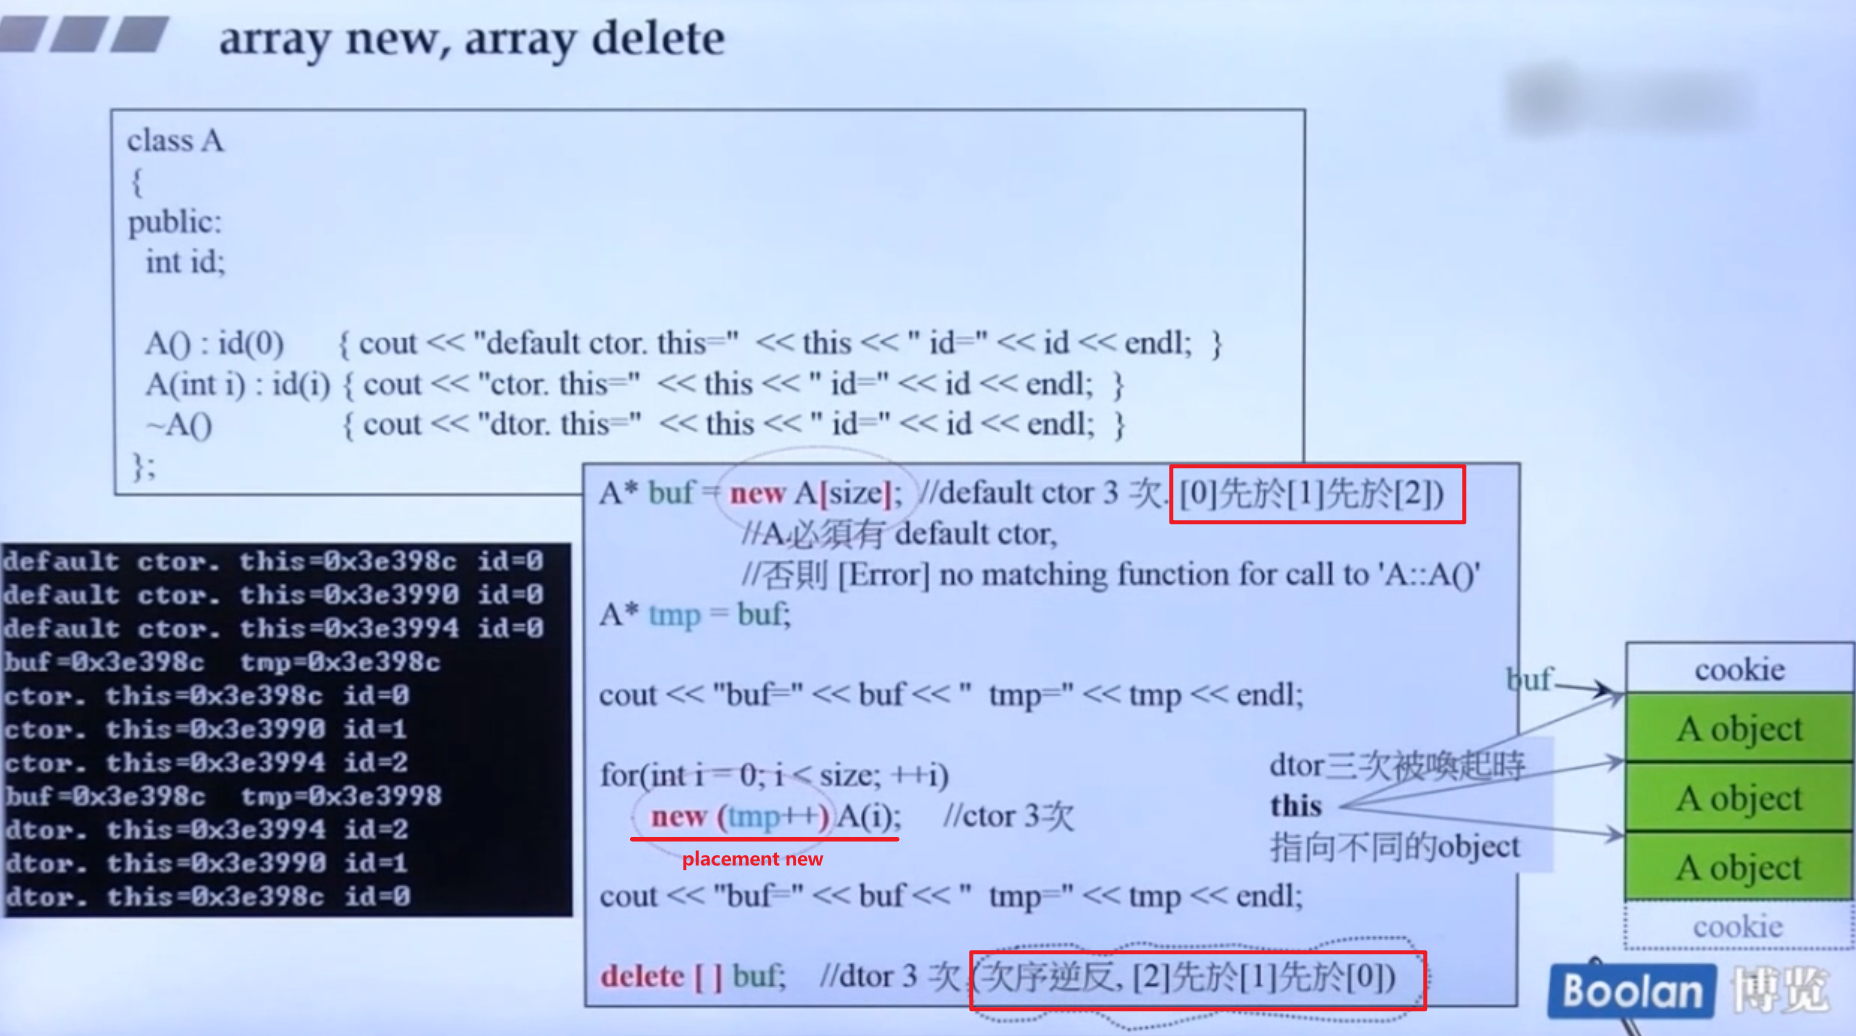 array new, array delete
class A
{
public:
int id;
A() : id(0) { cout << "default ctor. this=" << this << " id=" << id << endl; }
A(int i) : id(i) { cout << "ctor. this=" << this << " id=" << id << endl; }
~A() { cout << "dtor. this=" << this << " id=" << id << endl; }
};
A* buf = new A[size]; //default ctor 3 次. [0]先於[1]先於[2])
//A必須有 default ctor,
//否則 [Error] no matching function for call to 'A::A()'
A* tmp = buf;
cout << "buf=" << buf << " tmp=" << tmp << endl;
for(int i = 0; i < size; ++i)
new (tmp++) A(i); //ctor 3次
placement new
cout << "buf=" << buf << " tmp=" << tmp << endl;
delete [ ] buf; //dtor 3 次 (次序逆反, [2]先於[1]先於[0])
default ctor. this=0x3e398c id=0
default ctor. this=0x3e3990 id=0
default ctor. this=0x3e3994 id=0
buf=0x3e398c tmp=0x3e398c
ctor. this=0x3e398c id=0
ctor. this=0x3e3990 id=1
ctor. this=0x3e3994 id=2
buf=0x3e398c tmp=0x3e3998
dtor. this=0x3e3994 id=2
dtor. this=0x3e3990 id=1
dtor. this=0x3e398c id=0
dtor三次被喚起時
this
指向不同的object
buf
cookie
A object
A object
A object
cookie
Boolan 博览